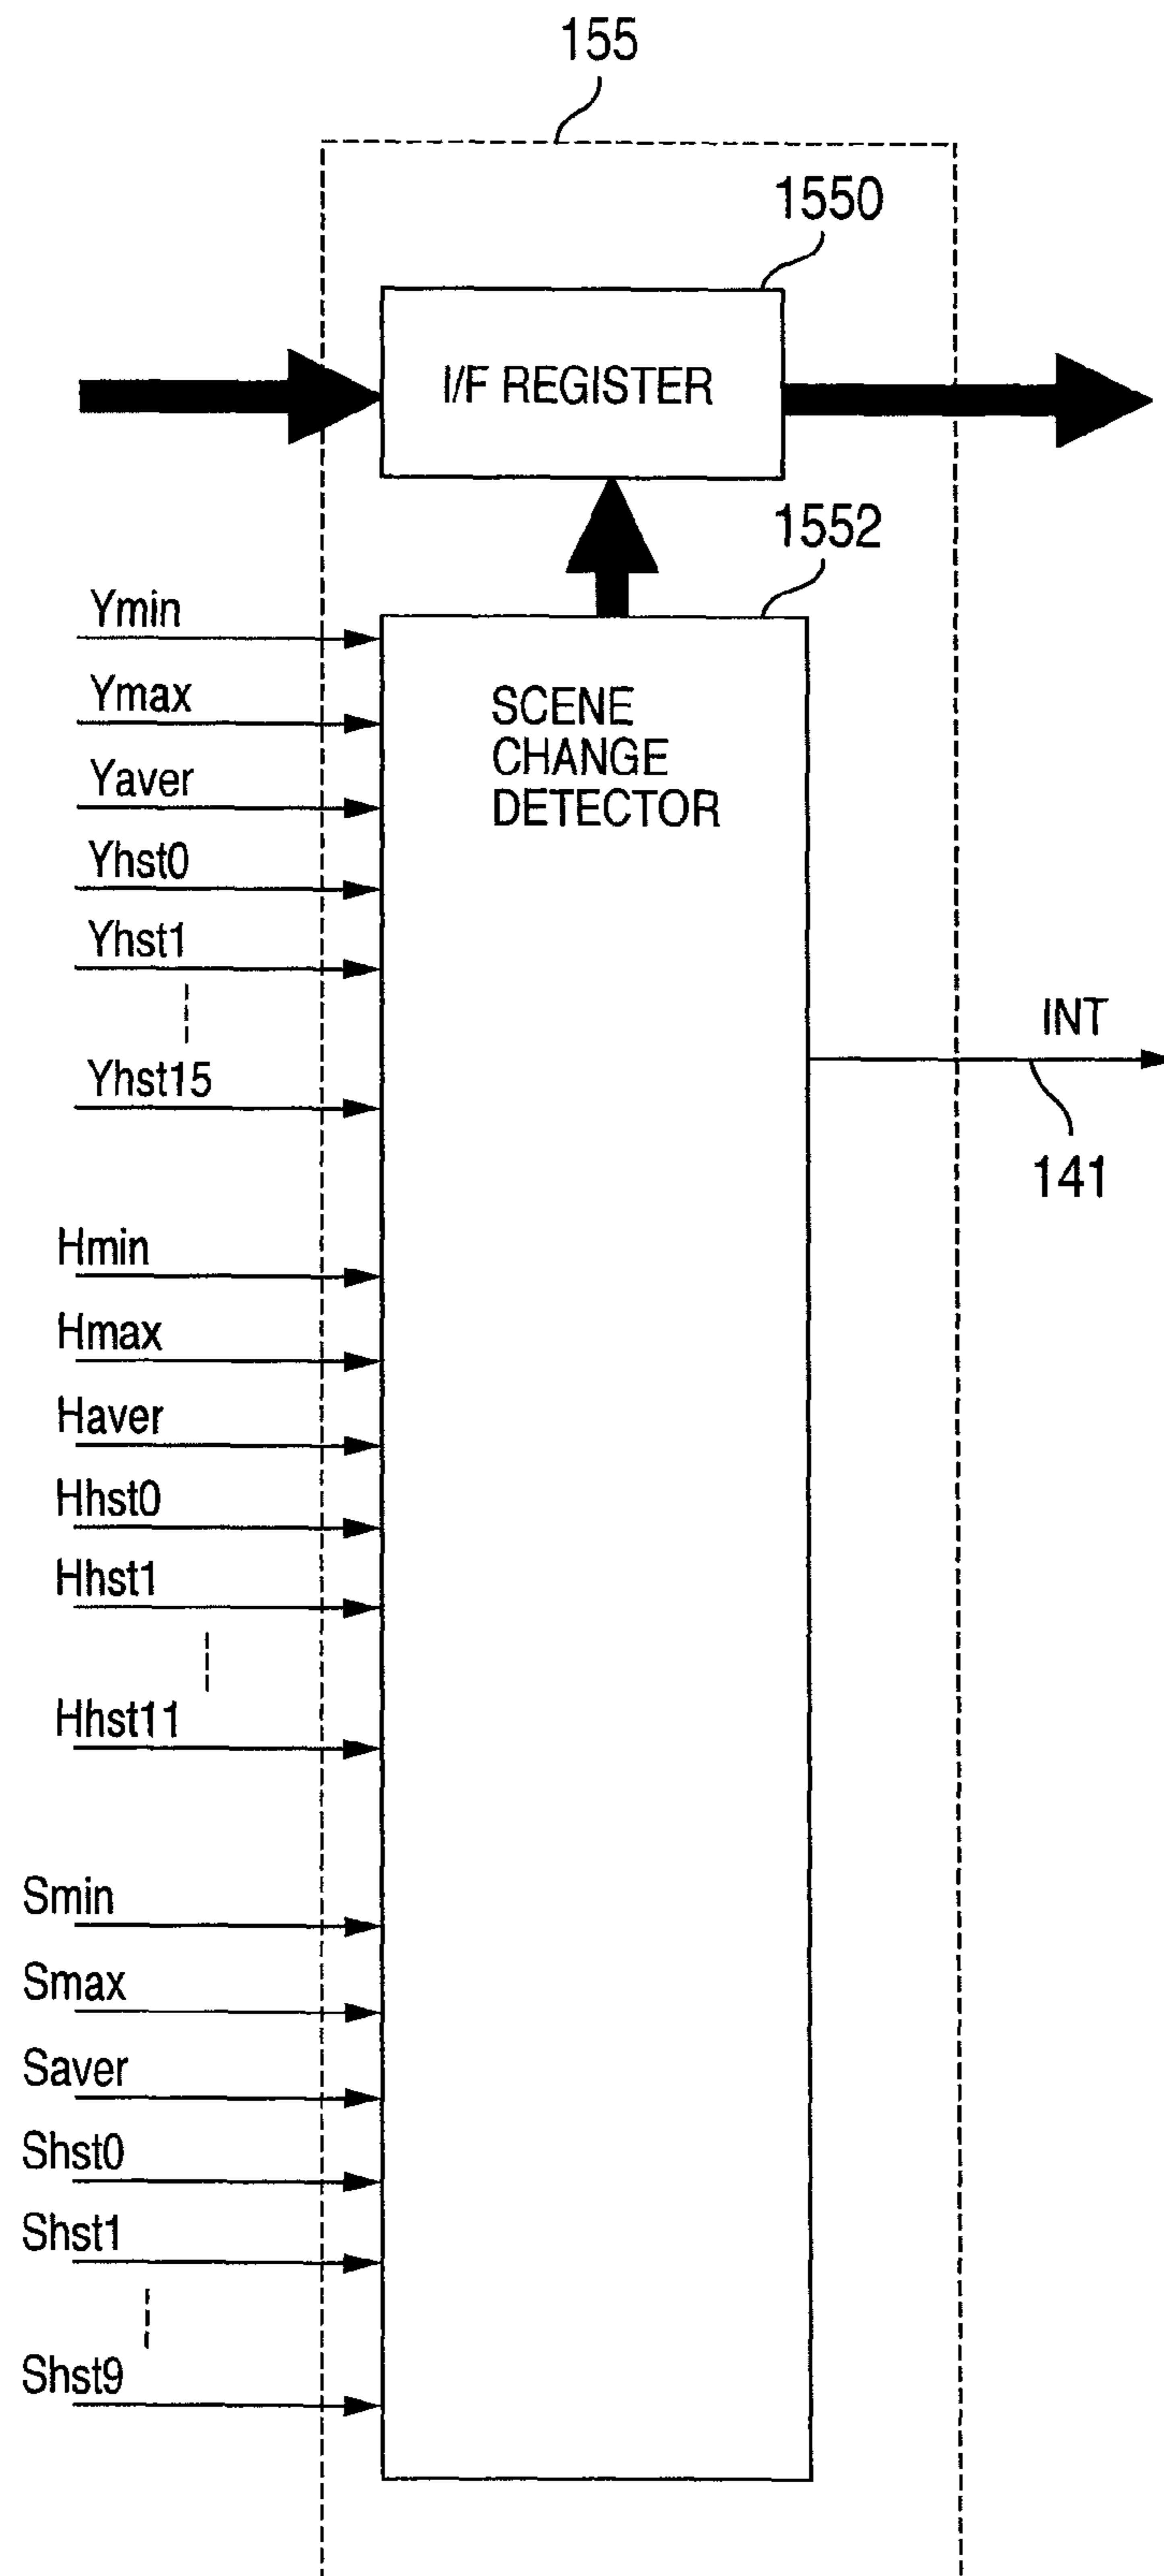 155
1550
I/F REGISTER
1552
Ymin
Ymax
SCENE
CHANGE
DETECTOR
Yaver
Yhst0
Yhst1
INT
Yhst15
141
Hmin
Hmax
Haver
Hhst0
Hhst1
Hhst11
Smin
Smax
Saver
Shst0
Shst1
Shst9